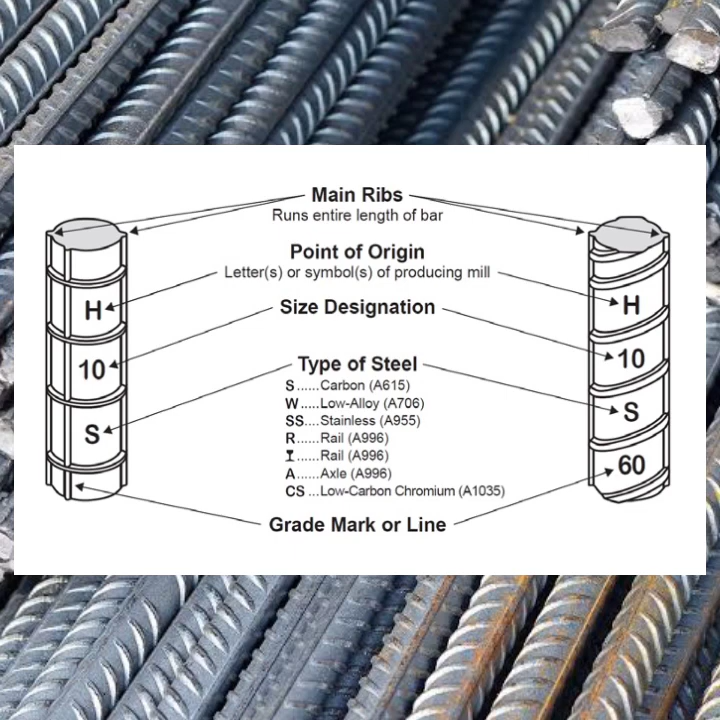 Main Ribs
Runs entire length of bar
Point of Origin
Letter(s) or symbol(s) of producing mill
Size Designation
Type of Steel
S......Carbon (A615)
W.....Low-Alloy (A706)
SS....Stainless (A955)
R......Rail (A996)
I......Rail (A996)
A......Axle (A996)
CS ...Low-Carbon Chromium (A1035)
Grade Mark or Line
H
10
S
H
10
S
60